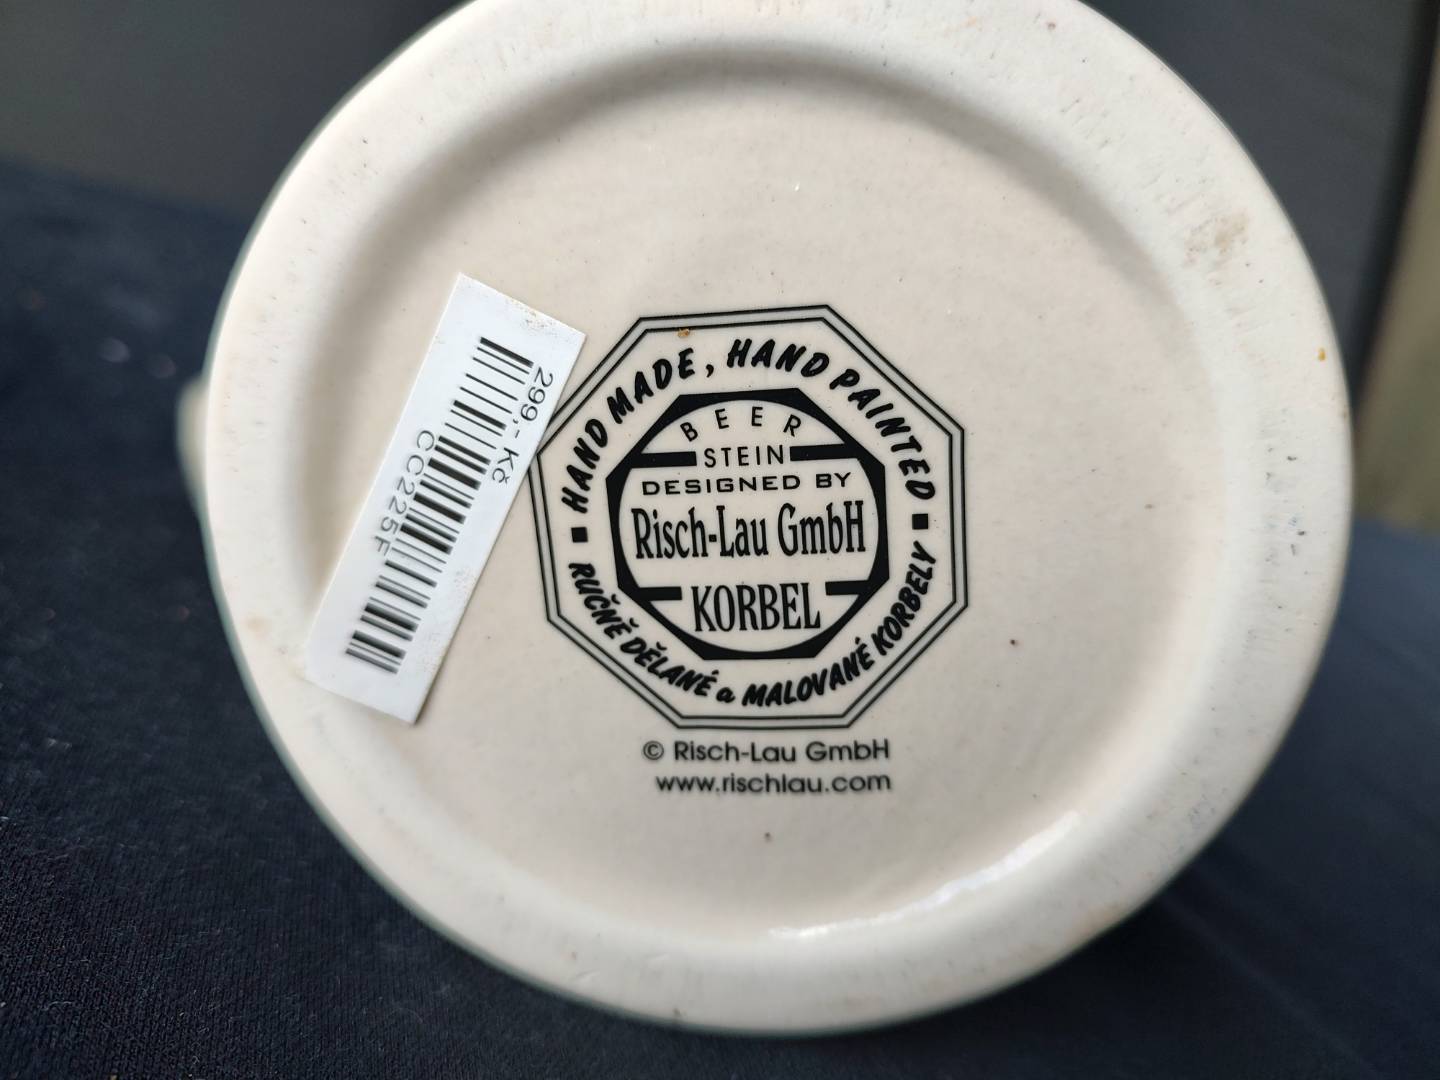 299,- Kč
CC225F
HAND MADE, HAND PAINTED
BEER
STEIN
DESIGNED BY
Risch-Lau GmbH
KORBEL
RUČNĚ DĚLANÉ a MALOVANÉ KORBELY
© Risch-Lau GmbH
www.rischlau.com